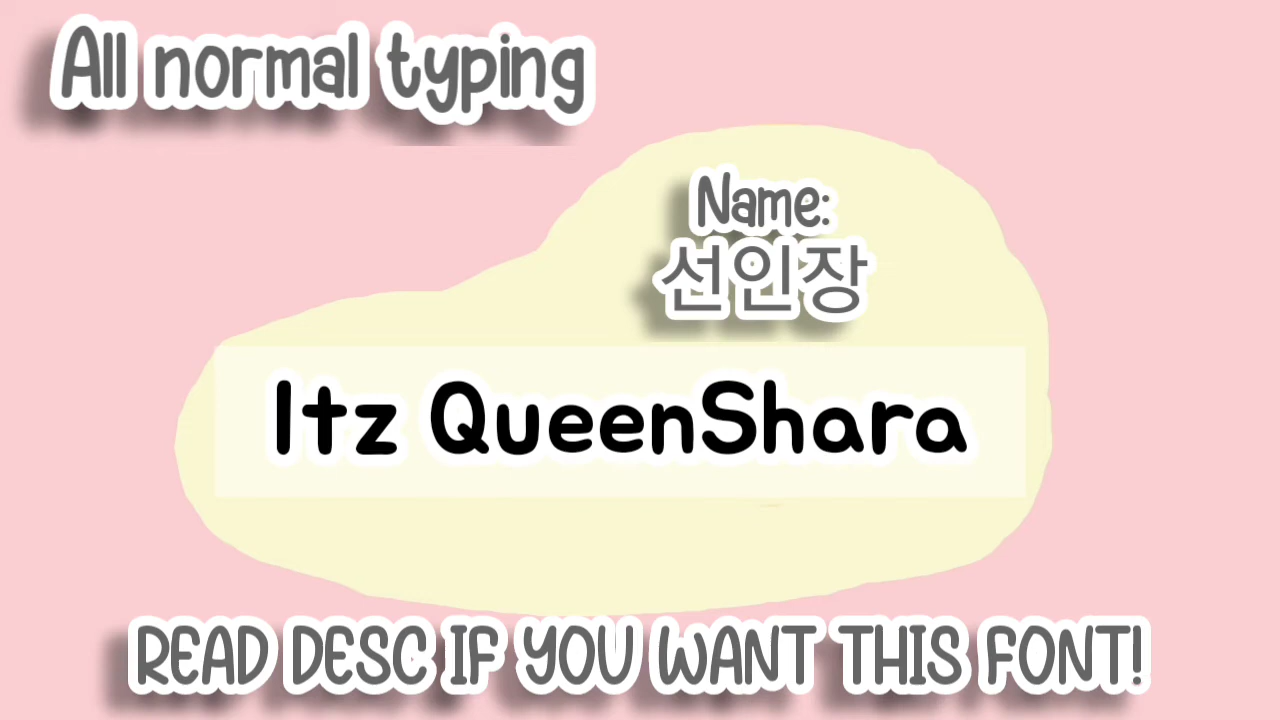 All normal typing
Name:
선인장
Itz QueenShara
READ DESC IF YOU WANT THIS FONT!